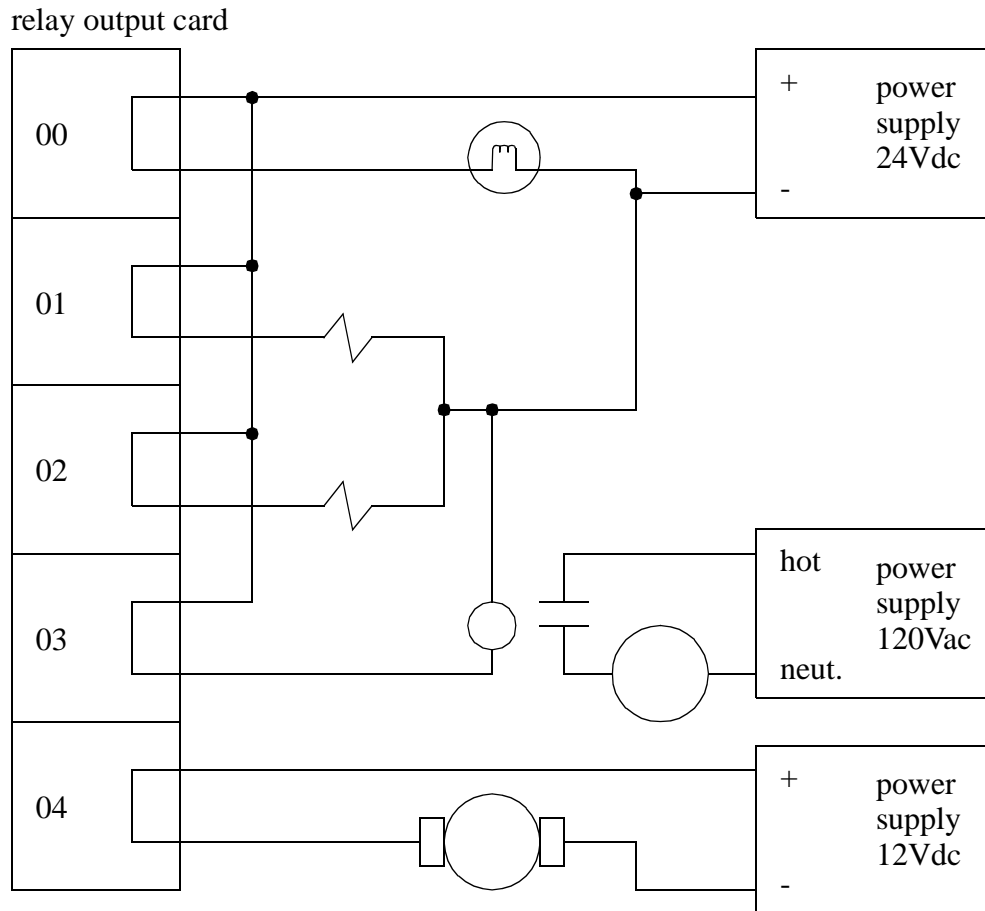 relay output card
00
01
02
03
04
+
-
power
supply
24Vdc
hot
neut.
power
supply
120Vac
+
-
power
supply
12Vdc